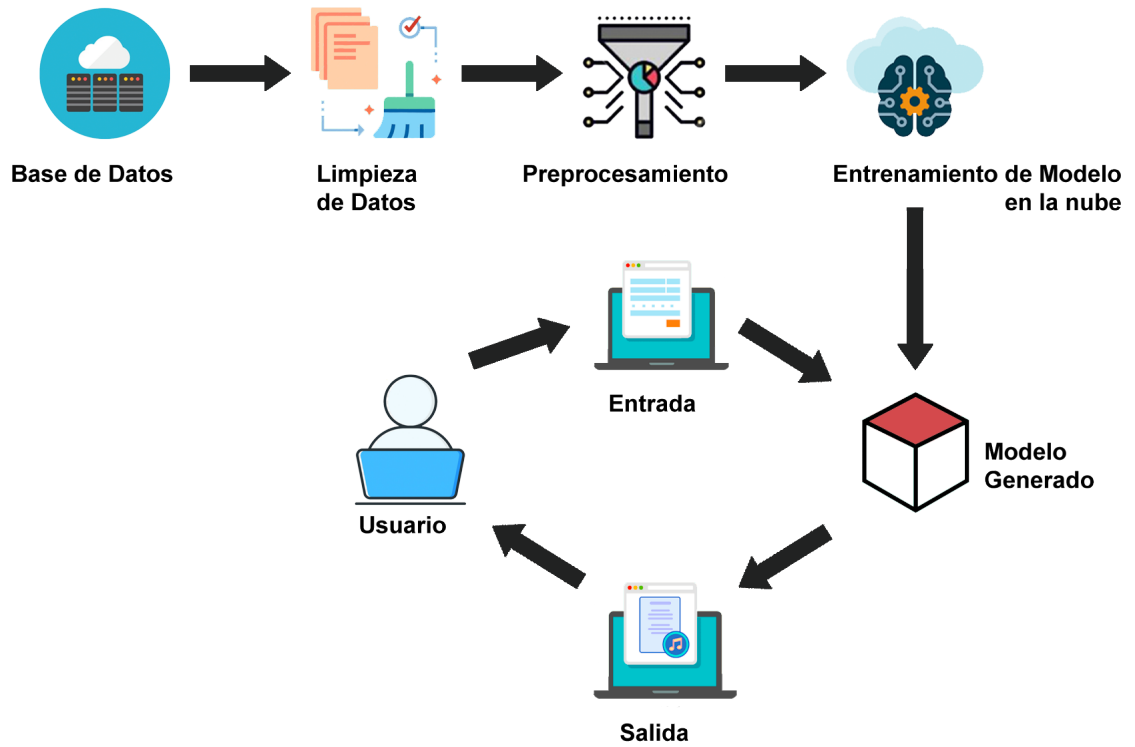 Base de Datos
Limpieza
de Datos
Preprocesamiento
Entrenamiento de Modelo
en la nube
Entrada
Modelo
Generado
Usuario
Salida